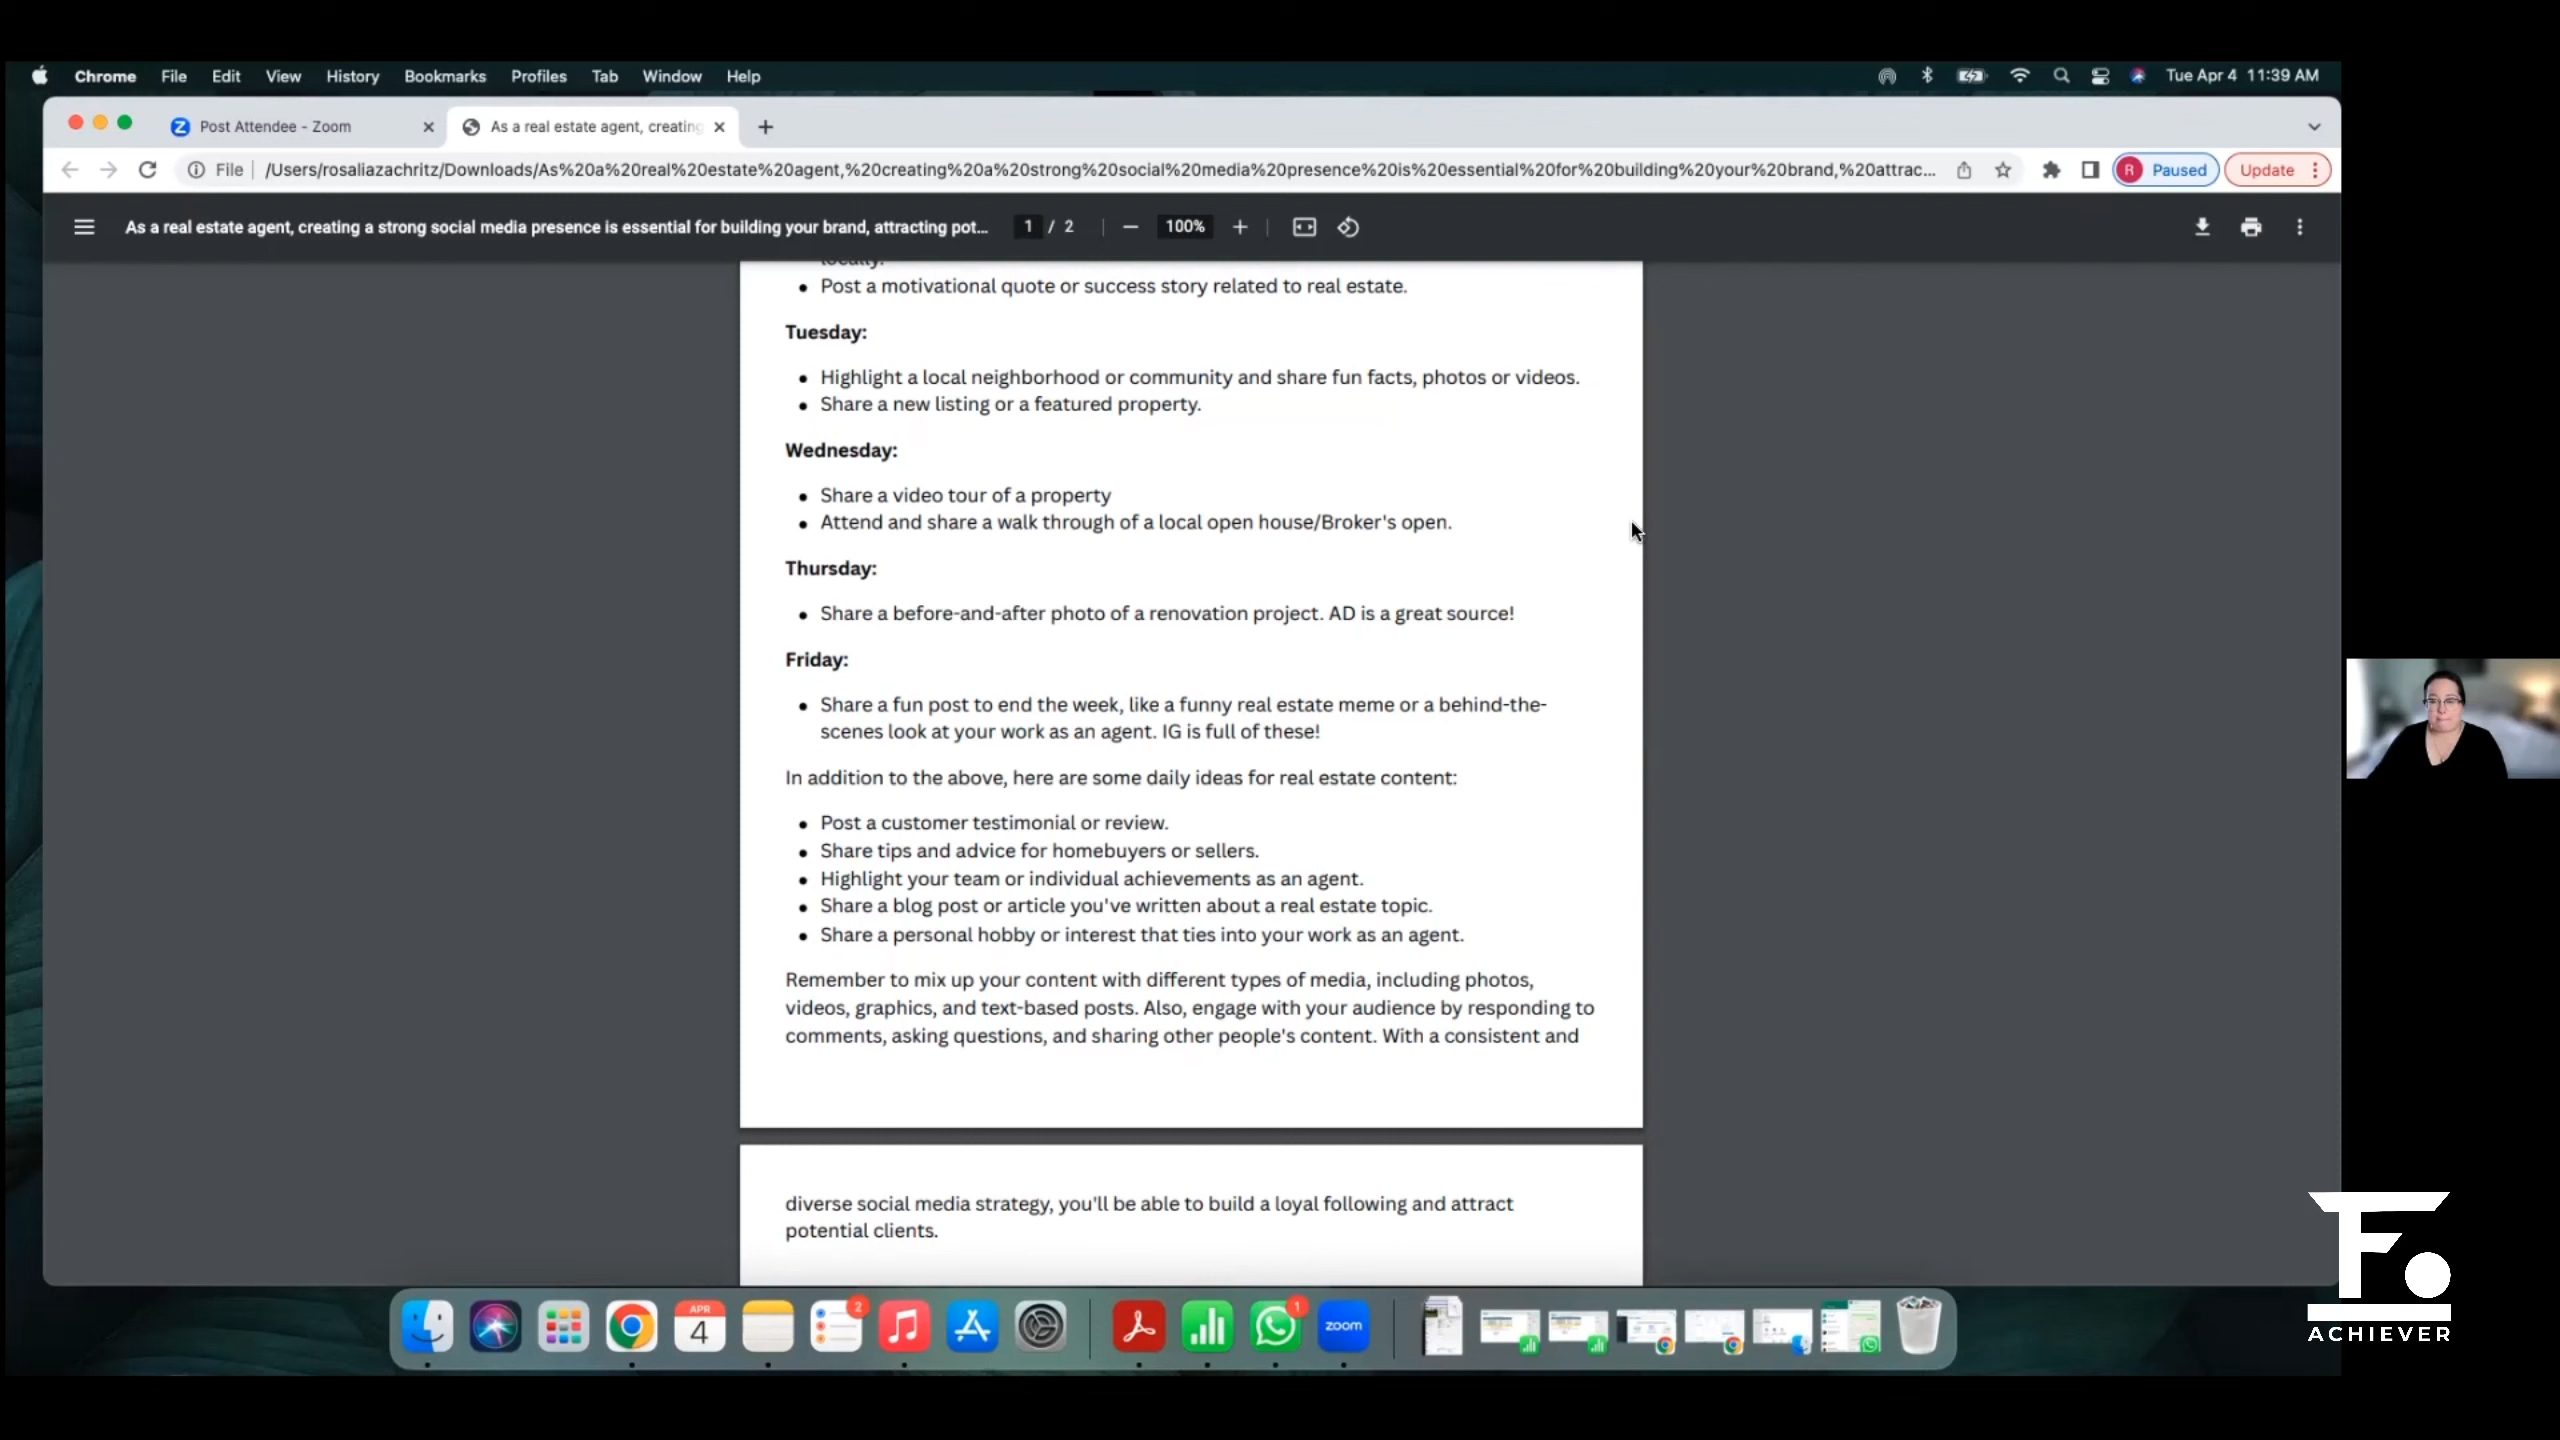 Chrome File Edit View History Bookmarks Profiles Tab Window Help Tue Apr 4 11:39 AM
Post Attendee - Zoom As a real estate agent, creating
File /Users/rosaliazachritz/Downloads/As%20a%20real%20estate%20agent,%20creating%20a%20strong%20social%20media%20presence%20is%20essential%20for%20building%20your%20brand,%20attrac... R Paused Update
As a real estate agent, creating a strong social media presence is essential for building your brand, attracting pot... 1 / 2 100%
locally.
• Post a motivational quote or success story related to real estate.
Tuesday:
• Highlight a local neighborhood or community and share fun facts, photos or videos.
• Share a new listing or a featured property.
Wednesday:
• Share a video tour of a property
• Attend and share a walk through of a local open house/Broker's open.
Thursday:
• Share a before-and-after photo of a renovation project. AD is a great source!
Friday:
• Share a fun post to end the week, like a funny real estate meme or a behind-the-
scenes look at your work as an agent. IG is full of these!
In addition to the above, here are some daily ideas for real estate content:
• Post a customer testimonial or review.
• Share tips and advice for homebuyers or sellers.
• Highlight your team or individual achievements as an agent.
• Share a blog post or article you've written about a real estate topic.
• Share a personal hobby or interest that ties into your work as an agent.
Remember to mix up your content with different types of media, including photos,
videos, graphics, and text-based posts. Also, engage with your audience by responding to
comments, asking questions, and sharing other people's content. With a consistent and
diverse social media strategy, you'll be able to build a loyal following and attract
potential clients.
APR
4
2
1
zoom
ACHIEVER